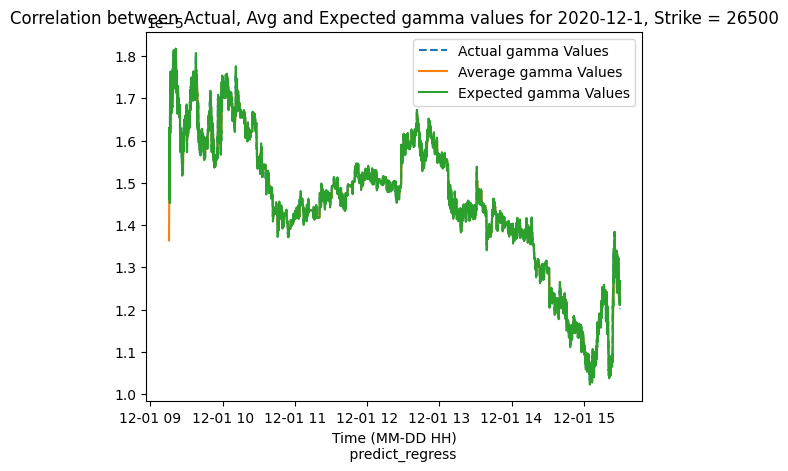 Correlation between Actual, Avg and Expected gamma values for 2020-12-1, Strike = 26500
1e−5
Actual gamma Values
Average gamma Values
Expected gamma Values
1.8
1.7
1.6
1.5
1.4
1.3
1.2
1.1
1.0
12-01 09 12-01 10 12-01 11 12-01 12 12-01 13 12-01 14 12-01 15
Time (MM-DD HH)
predict_regress